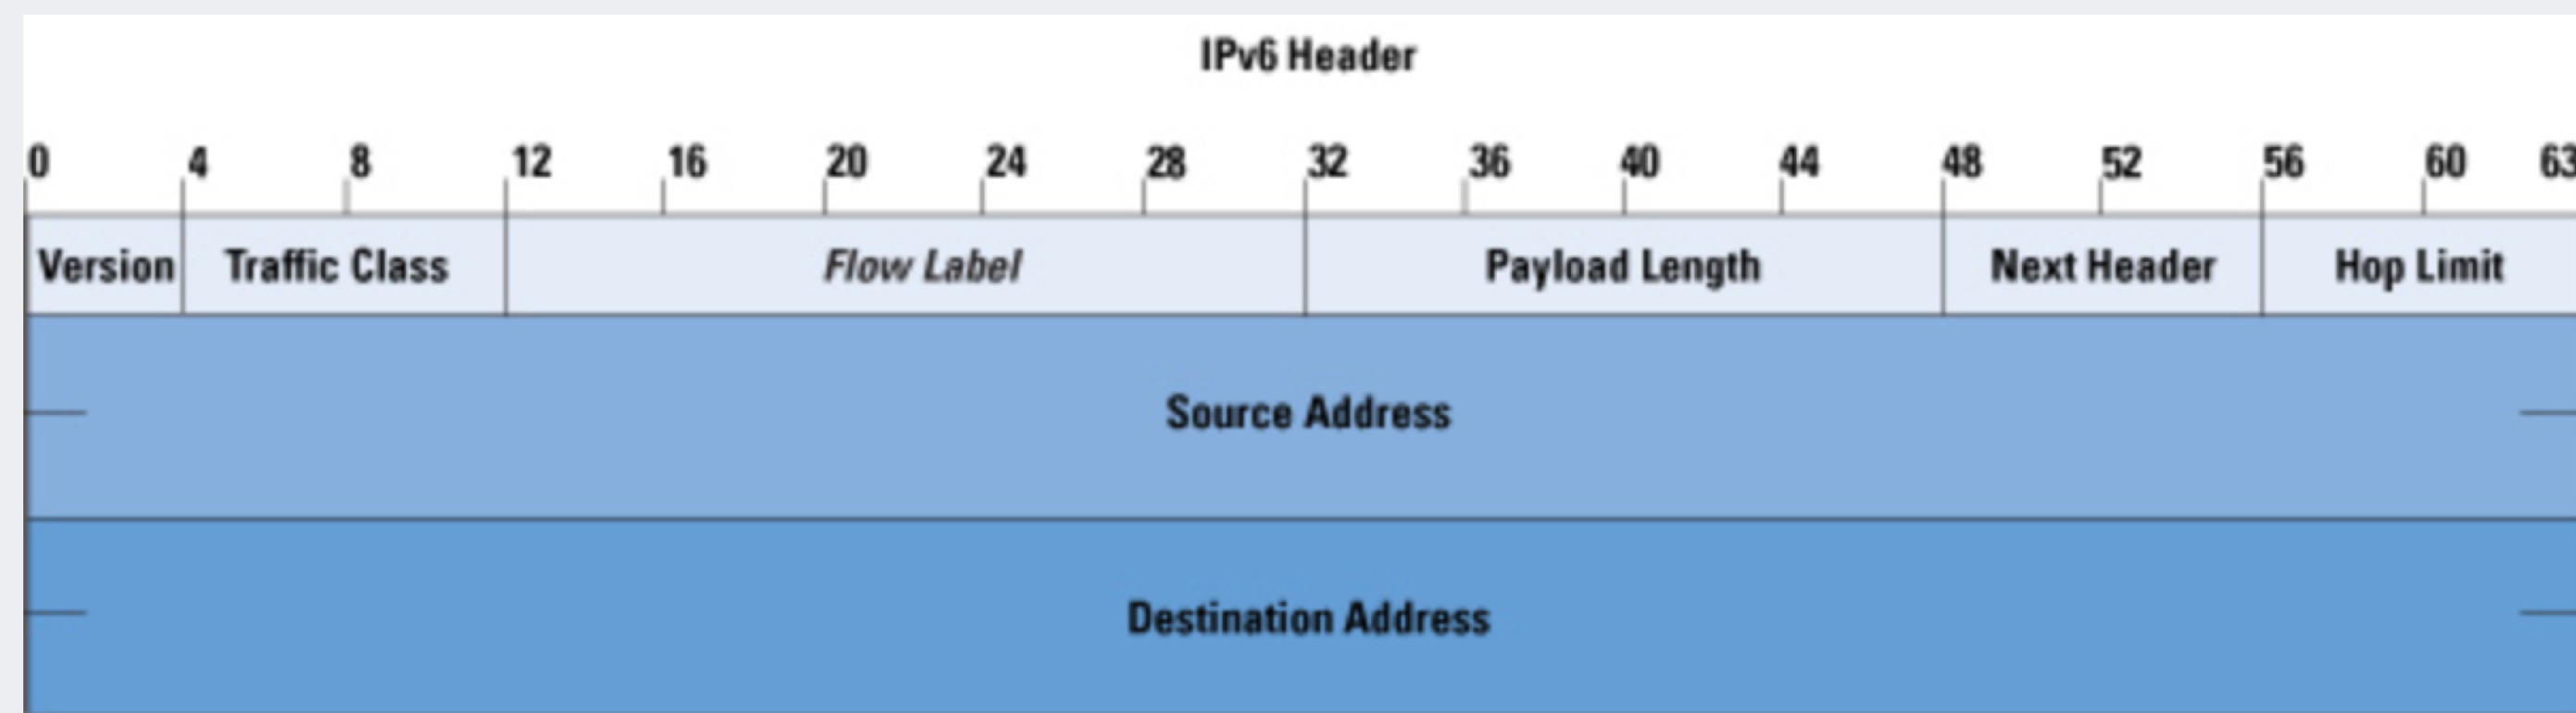 IPv6 Header
0 4 8 12 16 20 24 28 32 36 40 44 48 52 56 60 63
Version Traffic Class Flow Label Payload Length Next Header Hop Limit
Source Address
Destination Address